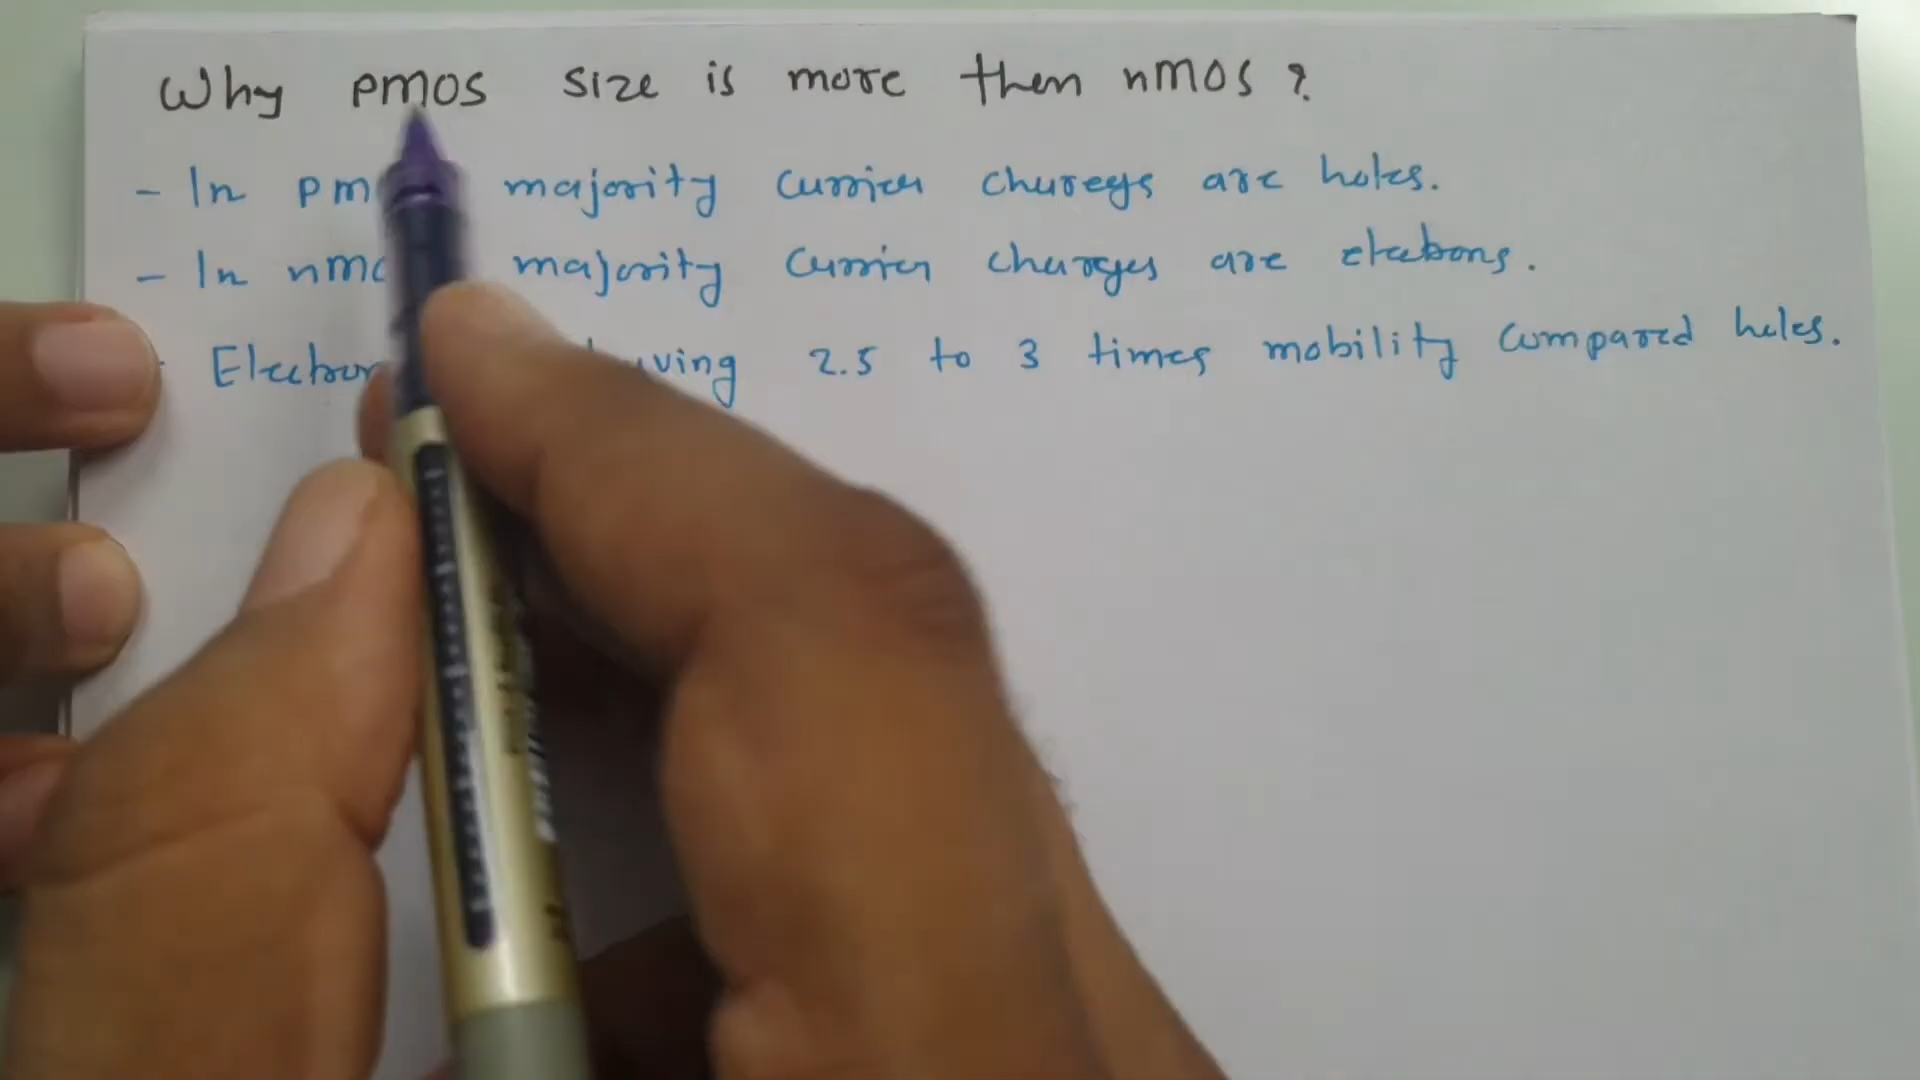 Why PMOS size is more then nMOS ?
- In pm majority currier chureges are holes.
- In nmo majority currier charges are electrons.
Electron ving 2.5 to 3 times mobility compared holes.